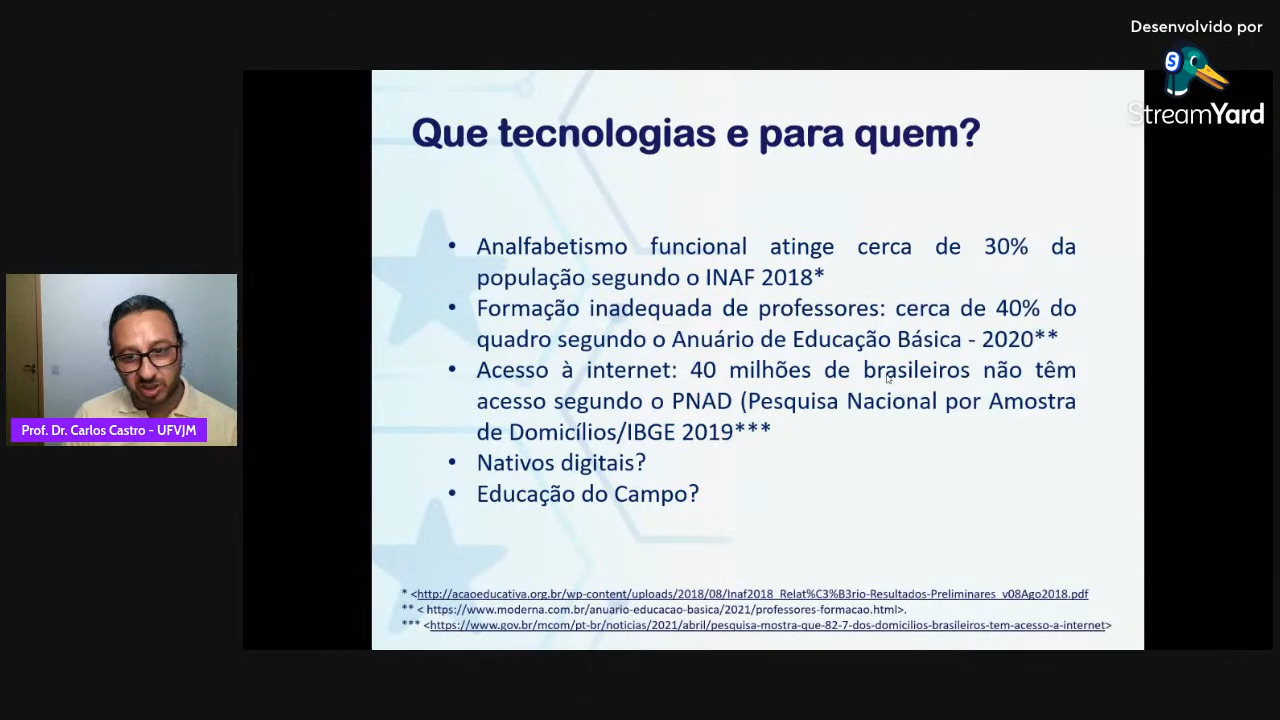 Desenvolvido por
StreamYard
Que tecnologias e para quem?
• Analfabetismo funcional atinge cerca de 30% da
população segundo o INAF 2018*
• Formação inadequada de professores: cerca de 40% do
quadro segundo o Anuário de Educação Básica - 2020**
• Acesso à internet: 40 milhões de brasileiros não têm
acesso segundo o PNAD (Pesquisa Nacional por Amostra
de Domicílios/IBGE 2019***
• Nativos digitais?
• Educação do Campo?
Prof. Dr. Carlos Castro - UFVJM
* <http://acaoeducativa.org.br/wp-content/uploads/2018/08/Inaf2018_Relat%C3%B3rio-Resultados-Preliminares_v08Ago2018.pdf
** < https://www.moderna.com.br/anuario-educacao-basica/2021/professores-formacao.html>.
*** <https://www.gov.br/mcom/pt-br/noticias/2021/abril/pesquisa-mostra-que-82-7-dos-domicilios-brasileiros-tem-acesso-a-internet>